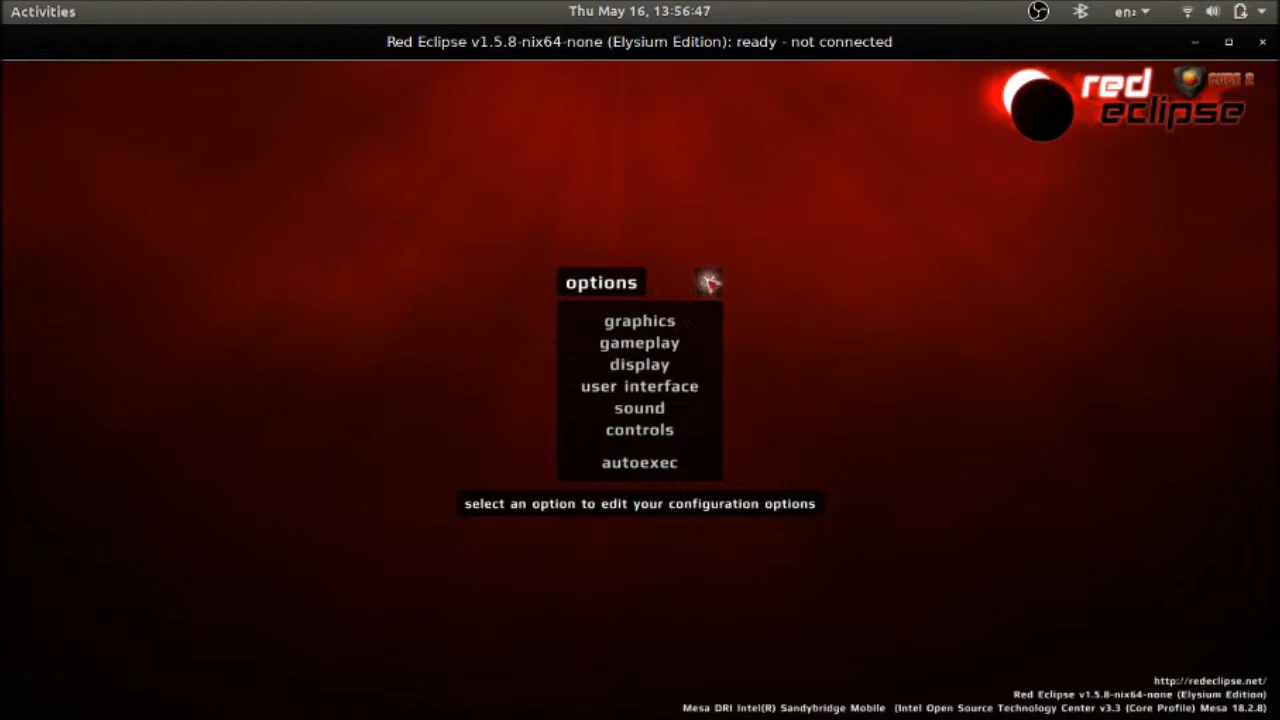 Activities
Thu May 16, 13:56:47
en₂
Red Eclipse v1.5.8-nix64-none (Elysium Edition): ready - not connected
red
CUBE 2
eclipse
options
graphics
gameplay
display
user interface
sound
controls
autoexec
select an option to edit your configuration options
http://redeclipse.net/
Red Eclipse v1.5.8-nix64-none (Elysium Edition)
Mesa DRI Intel(R) Sandybridge Mobile (Intel Open Source Technology Center v3.3 (Core Profile) Mesa 18.2.8)